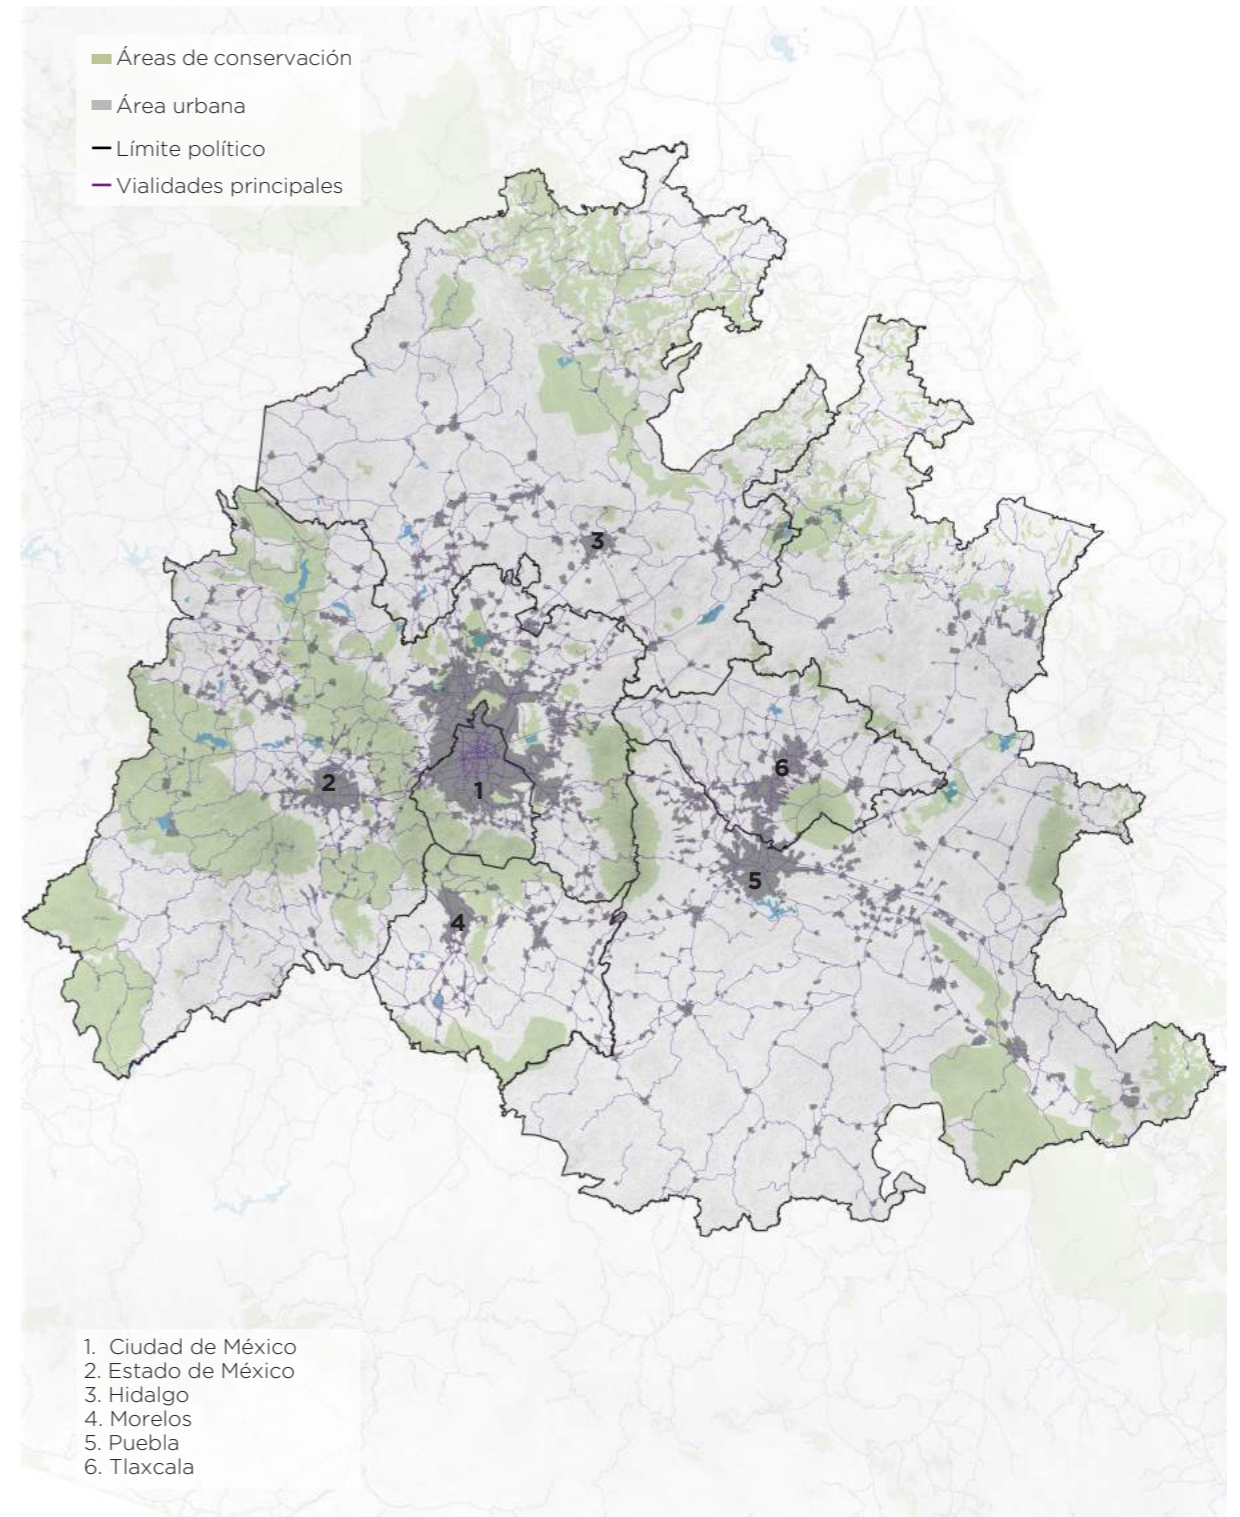 Áreas de conservación
Área urbana
Límite político
Vialidades principales
3
6
2
1
5
4
1. Ciudad de México
2. Estado de México
3. Hidalgo
4. Morelos
5. Puebla
6. Tlaxcala